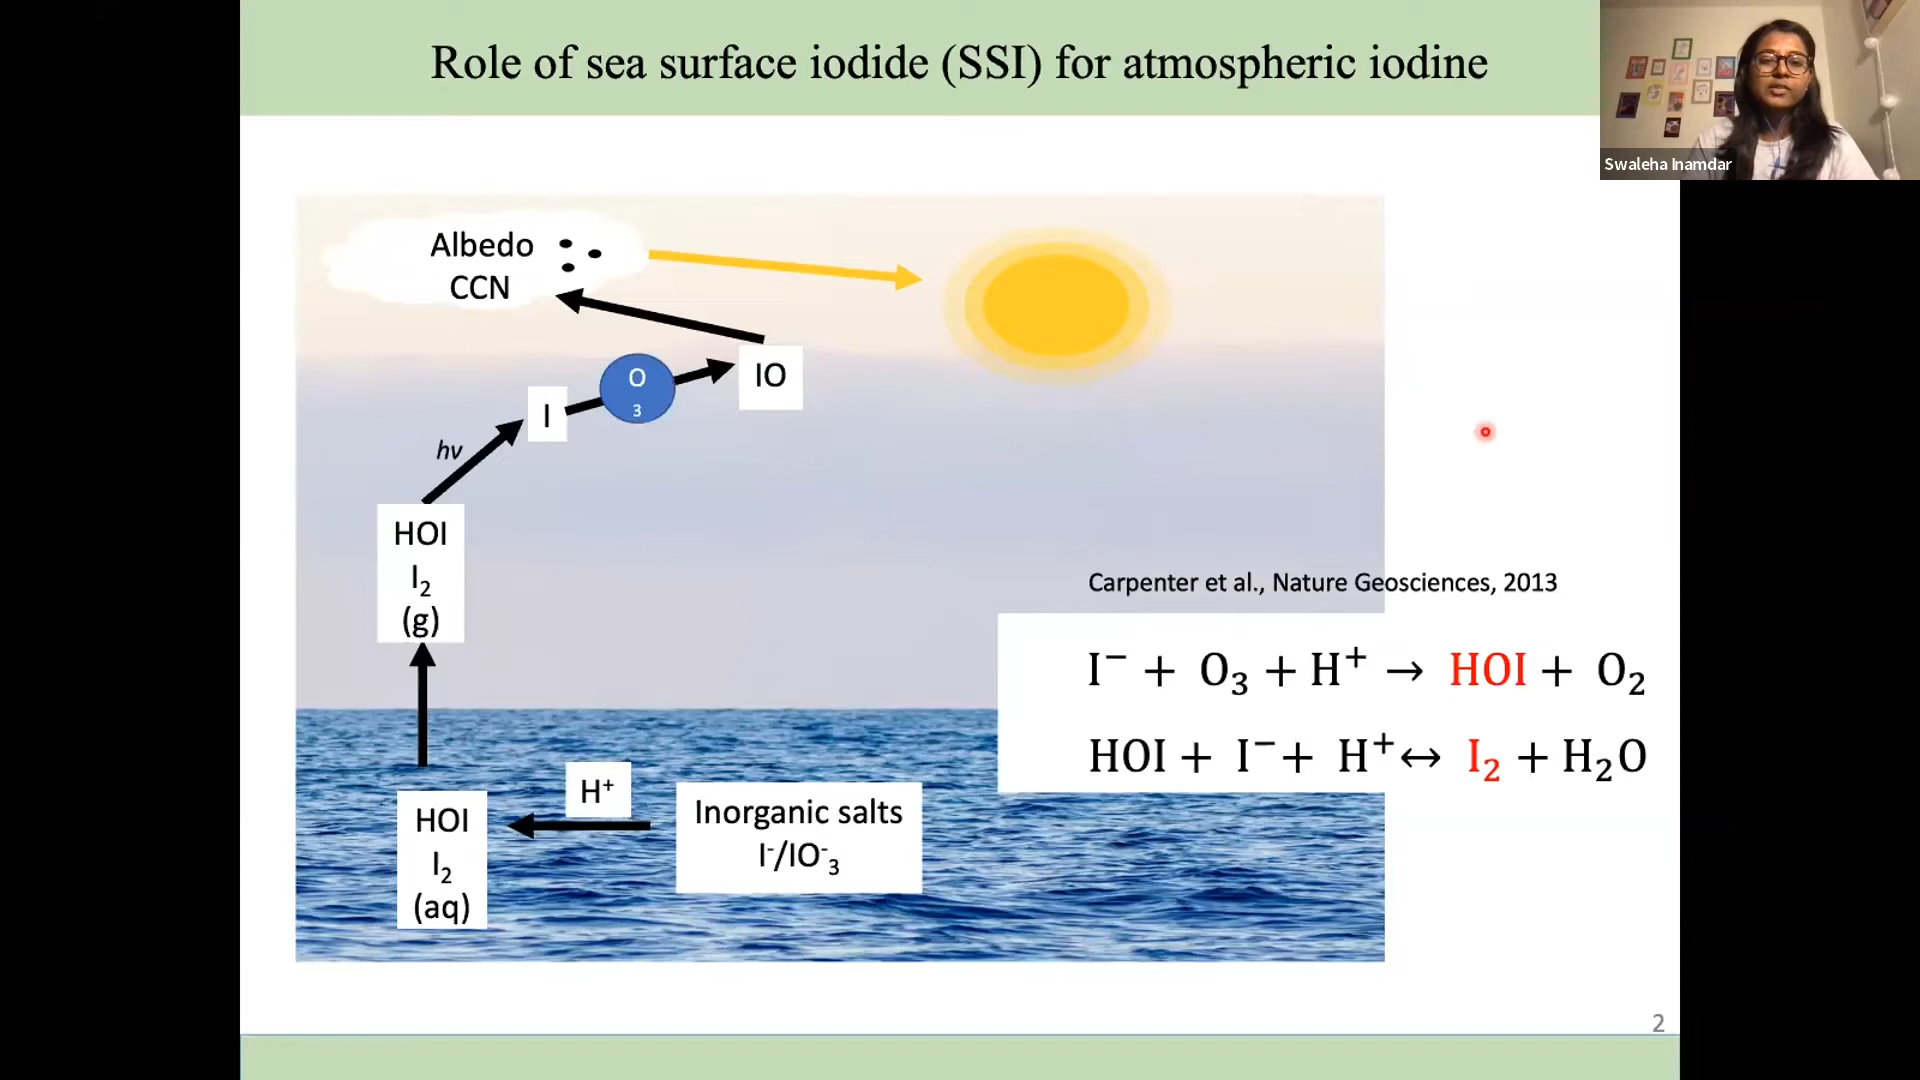 Role of sea surface iodide (SSI) for atmospheric iodine
Swaleha Inamdar
Albedo
CCN
O
3
IO
I
hv
HOI
I₂
(g)
Carpenter et al., Nature Geosciences, 2013
I⁻ + O₃ + H⁺ → HOI + O₂
HOI + I⁻ + H⁺ ↔ I₂ + H₂O
H⁺
HOI
I₂
(aq)
Inorganic salts
I⁻/IO⁻₃
2